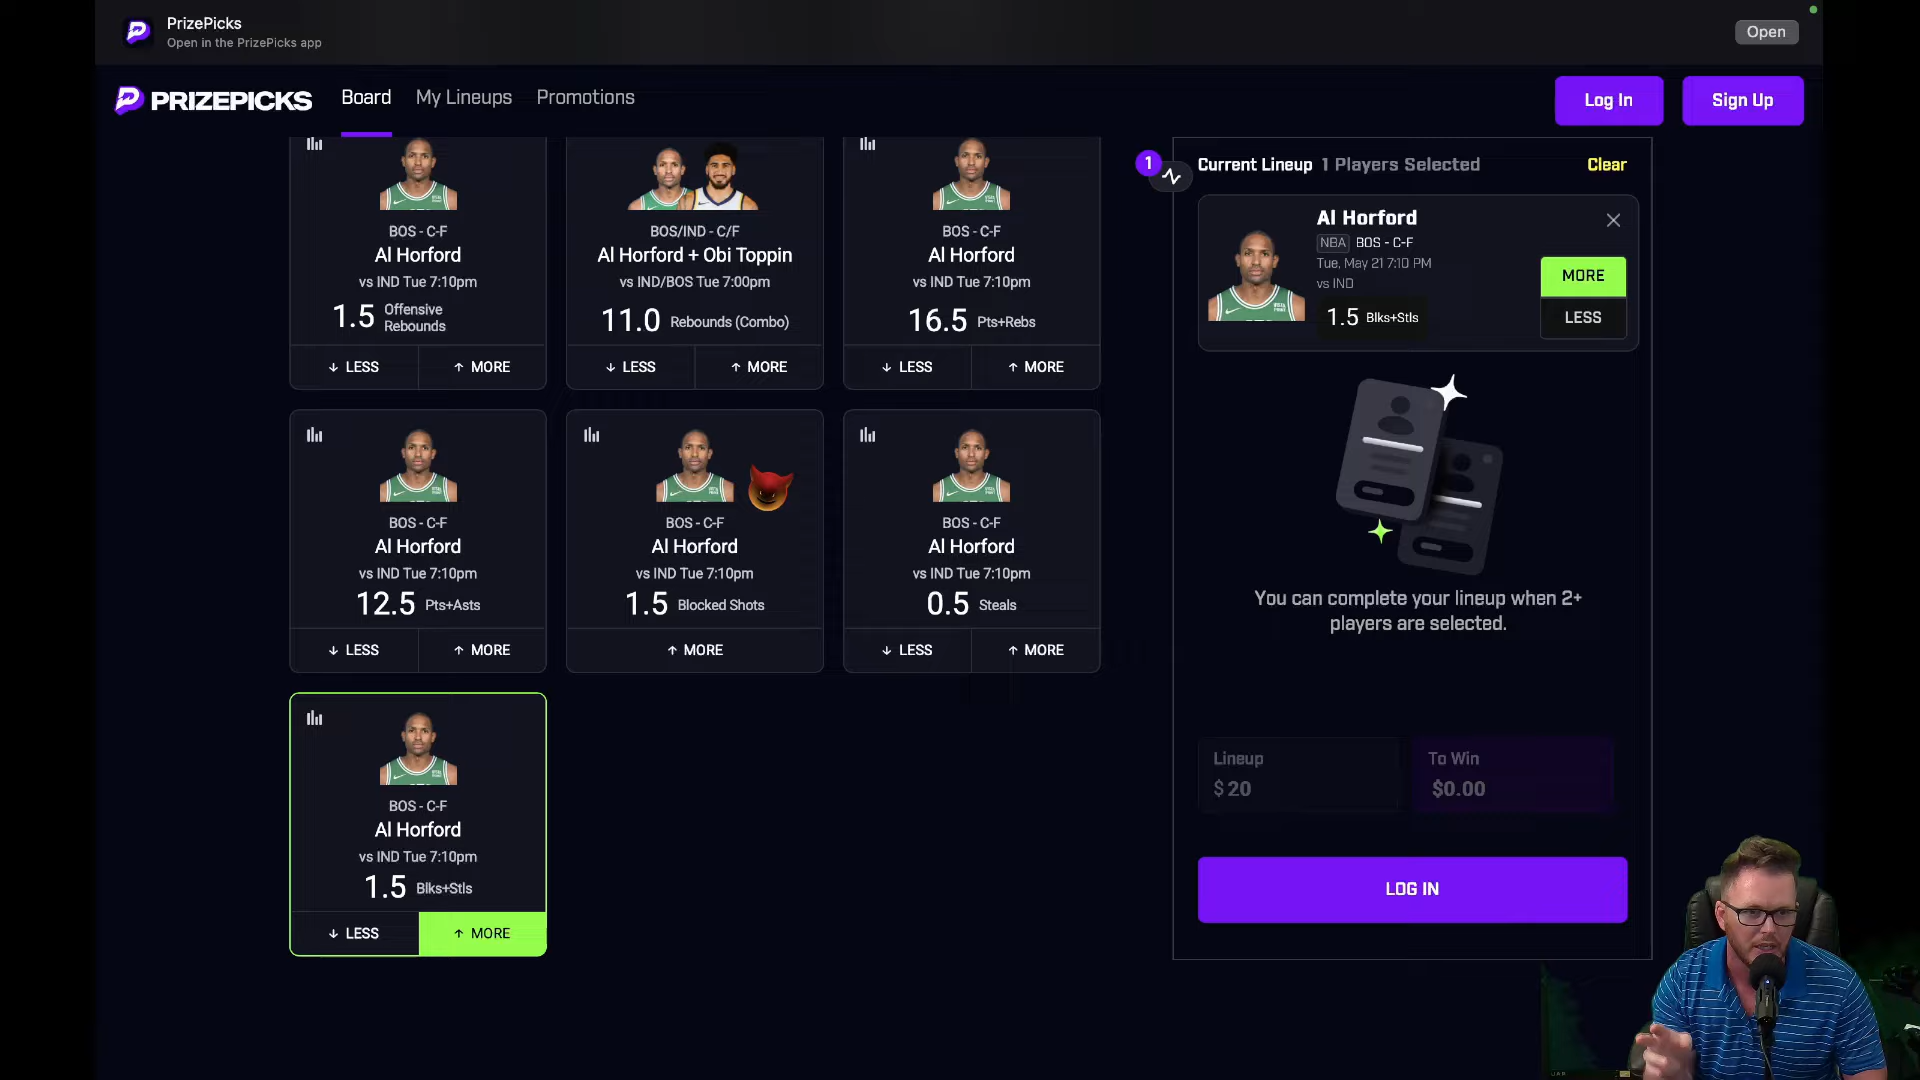 PrizePicks
Open in the PrizePicks app
Open
PRIZEPICKS
Board
My Lineups
Promotions
Log In
Sign Up
BOS - C-F
Al Horford
vs IND Tue 7:10pm
1.5 Offensive
Rebounds
↓ LESS
↑ MORE
BOS/IND - C/F
Al Horford + Obi Toppin
vs IND/BOS Tue 7:00pm
11.0 Rebounds (Combo)
↓ LESS
↑ MORE
BOS - C-F
Al Horford
vs IND Tue 7:10pm
16.5 Pts+Rebs
↓ LESS
↑ MORE
BOS - C-F
Al Horford
vs IND Tue 7:10pm
12.5 Pts+Asts
↓ LESS
↑ MORE
BOS - C-F
Al Horford
vs IND Tue 7:10pm
1.5 Blocked Shots
↑ MORE
BOS - C-F
Al Horford
vs IND Tue 7:10pm
0.5 Steals
↓ LESS
↑ MORE
BOS - C-F
Al Horford
vs IND Tue 7:10pm
1.5 Blks+Stls
↓ LESS
↑ MORE
1
Current Lineup 1 Players Selected
Clear
Al Horford
NBA BOS - C-F
Tue, May 21 7:10 PM
vs IND
1.5 Blks+Stls
MORE
LESS
You can complete your lineup when 2+
players are selected.
Lineup
$ 20
To Win
$0.00
LOG IN